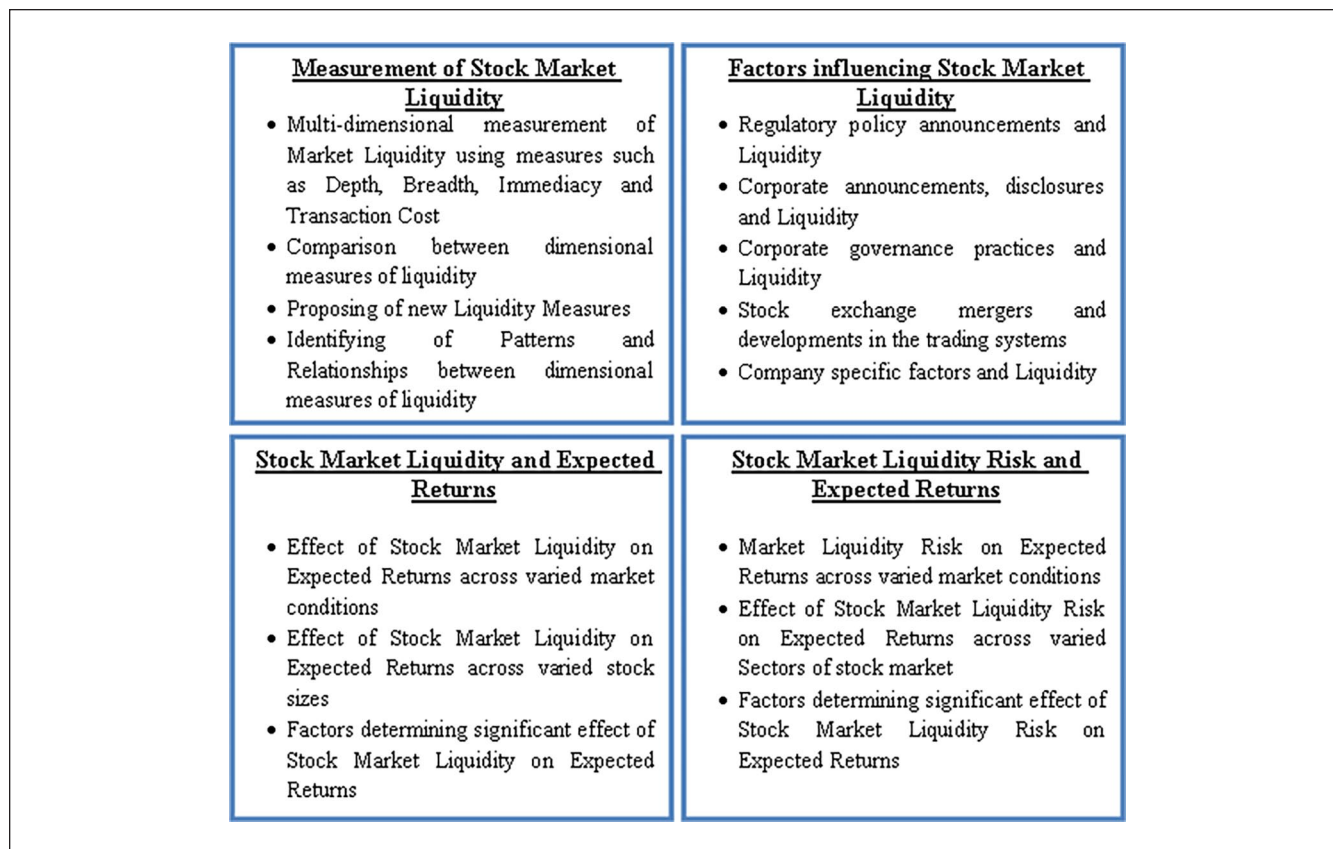 Measurement of Stock Market
Liquidity
• Multi-dimensional measurement of
Market Liquidity using measures such
as Depth, Breadth, Immediacy and
Transaction Cost
• Comparison between dimensional
measures of liquidity
• Proposing of new Liquidity Measures
• Identifying of Patterns and
Relationships between dimensional
measures of liquidity
Factors influencing Stock Market
Liquidity
• Regulatory policy announcements and
Liquidity
• Corporate announcements, disclosures
and Liquidity
• Corporate governance practices and
Liquidity
• Stock exchange mergers and
developments in the trading systems
• Company specific factors and Liquidity
Stock Market Liquidity and Expected
Returns
• Effect of Stock Market Liquidity on
Expected Returns across varied market
conditions
• Effect of Stock Market Liquidity on
Expected Returns across varied stock
sizes
• Factors determining significant effect of
Stock Market Liquidity on Expected
Returns
Stock Market Liquidity Risk and
Expected Returns
• Market Liquidity Risk on Expected
Returns across varied market conditions
• Effect of Stock Market Liquidity Risk
on Expected Returns across varied
Sectors of stock market
• Factors determining significant effect of
Stock Market Liquidity Risk on
Expected Returns